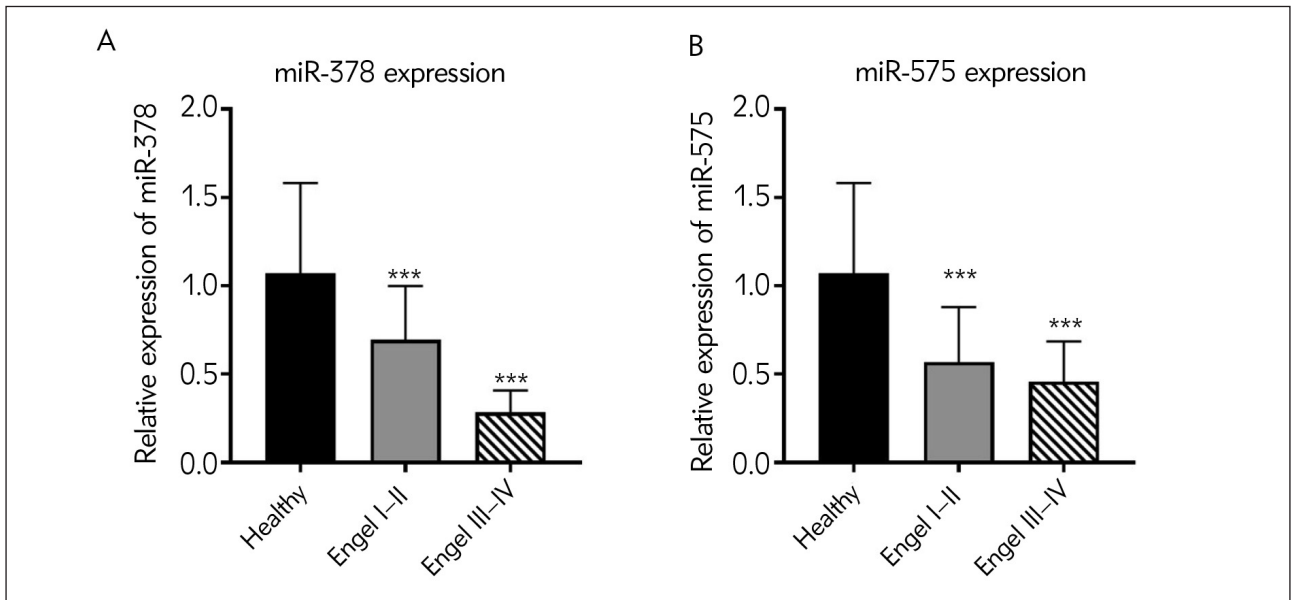 A
miR-378 expression
Relative expression of miR-378
2.0
1.5
1.0
0.5
0.0
***
***
Healthy
Engel I–II
Engel III–IV
B
miR-575 expression
Relative expression of miR-575
2.0
1.5
1.0
0.5
0.0
***
***
Healthy
Engel I–II
Engel III–IV